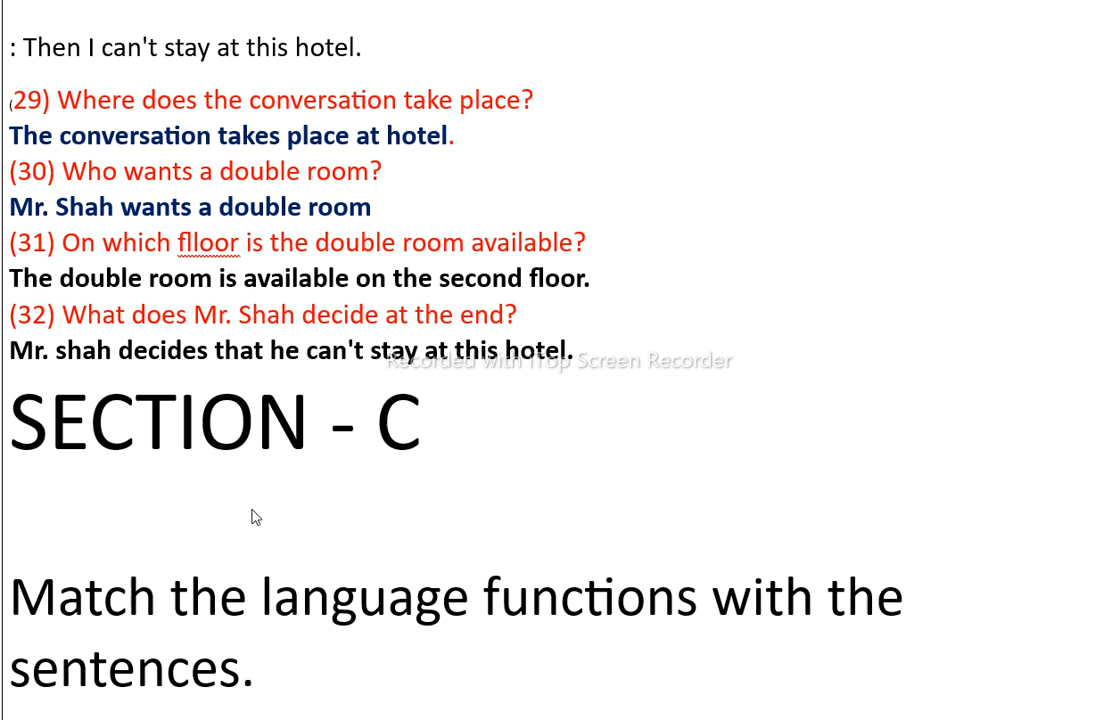 : Then I can't stay at this hotel.
(29) Where does the conversation take place?
The conversation takes place at hotel.
(30) Who wants a double room?
Mr. Shah wants a double room
(31) On which flloor is the double room available?
The double room is available on the second floor.
(32) What does Mr. Shah decide at the end?
Mr. shah decides that he can't stay at this hotel.
Recorded with iTop Screen Recorder
SECTION - C
Match the language functions with the
sentences.